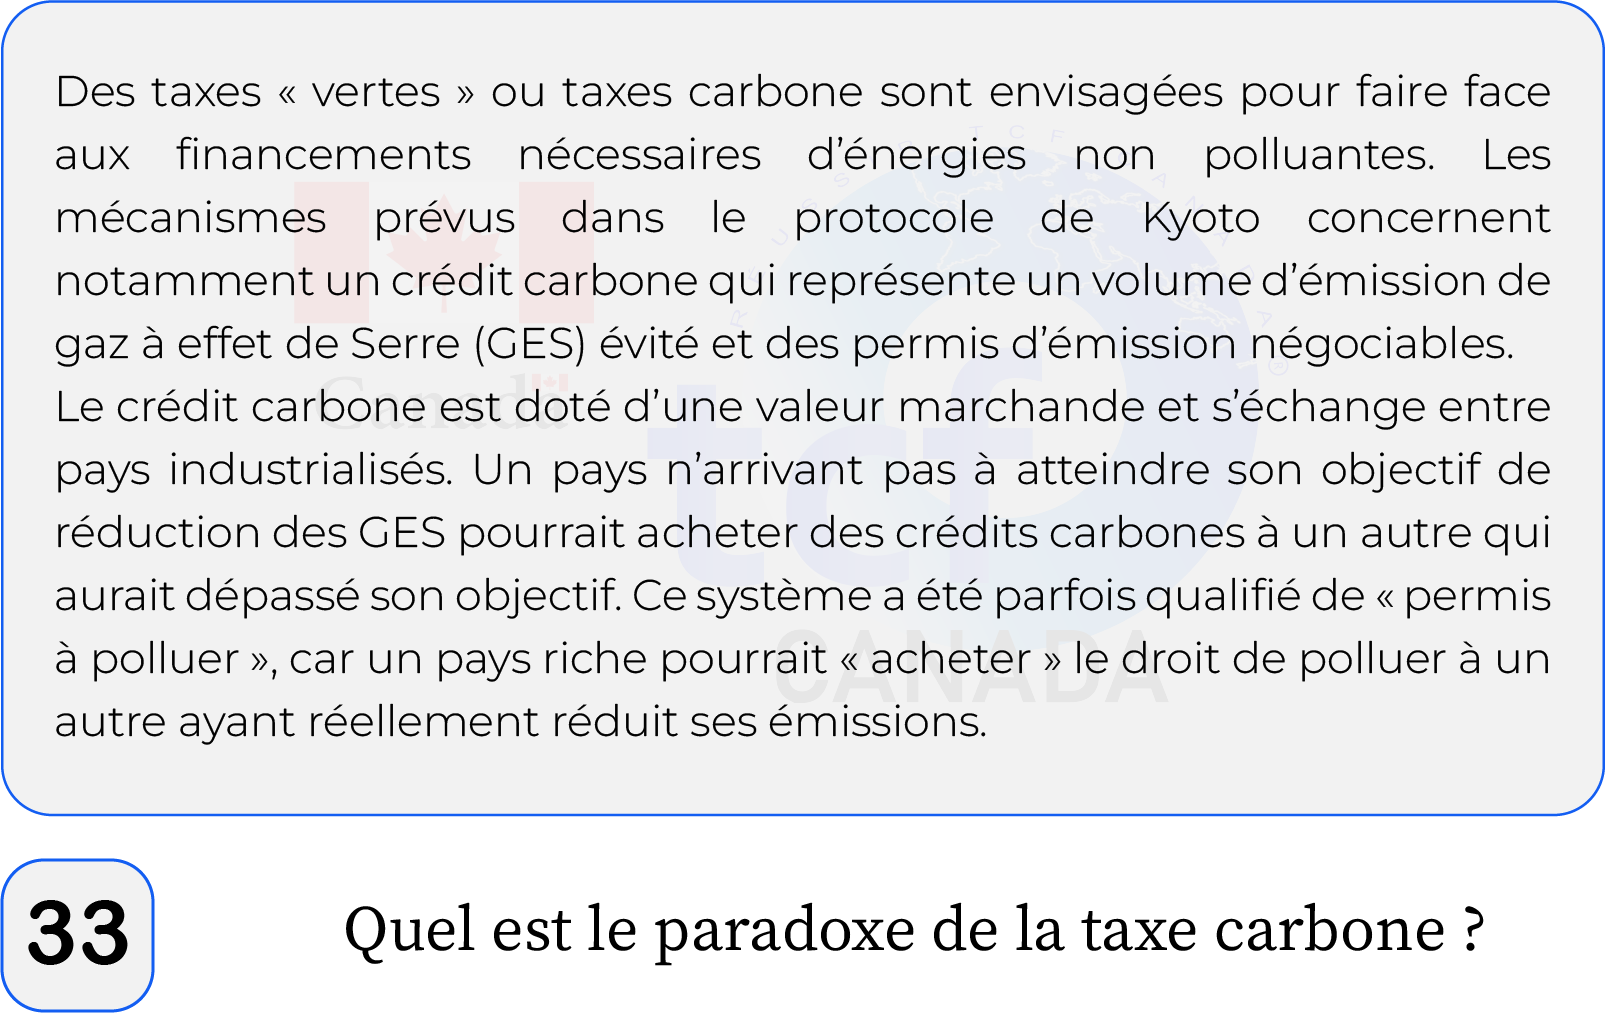 Des taxes « vertes » ou taxes carbone sont envisagées pour faire face
aux financements nécessaires d’énergies non polluantes. Les
mécanismes prévus dans le protocole de Kyoto concernent
notamment un crédit carbone qui représente un volume d’émission de
gaz à effet de Serre (GES) évité et des permis d’émission négociables.
Le crédit carbone est doté d’une valeur marchande et s’échange entre
pays industrialisés. Un pays n’arrivant pas à atteindre son objectif de
réduction des GES pourrait acheter des crédits carbones à un autre qui
aurait dépassé son objectif. Ce système a été parfois qualifié de « permis
à polluer », car un pays riche pourrait « acheter » le droit de polluer à un
autre ayant réellement réduit ses émissions.
Canada
tcf
CANADA
33
Quel est le paradoxe de la taxe carbone ?